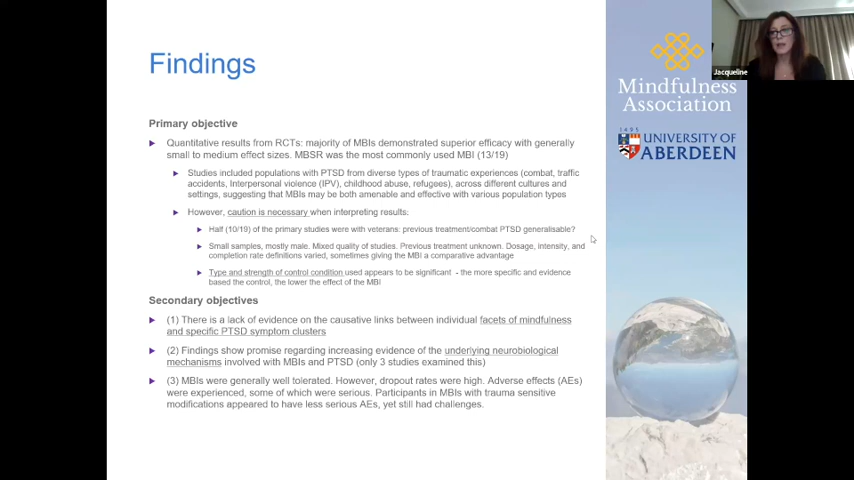 Findings
Primary objective
Quantitative results from RCTs: majority of MBIs demonstrated superior efficacy with generally
small to medium effect sizes. MBSR was the most commonly used MBI (13/19)
Studies included populations with PTSD from diverse types of traumatic experiences (combat, traffic
accidents, Interpersonal violence (IPV), childhood abuse, refugees), across different cultures and
settings, suggesting that MBIs may be both amenable and effective with various population types
However, caution is necessary when interpreting results:
Half (10/19) of the primary studies were with veterans: previous treatment/combat PTSD generalisable?
Small samples, mostly male. Mixed quality of studies. Previous treatment unknown. Dosage, intensity, and
completion rate definitions varied, sometimes giving the MBI a comparative advantage
Type and strength of control condition used appears to be significant - the more specific and evidence
based the control, the lower the effect of the MBI
Secondary objectives
(1) There is a lack of evidence on the causative links between individual facets of mindfulness
and specific PTSD symptom clusters
(2) Findings show promise regarding increasing evidence of the underlying neurobiological
mechanisms involved with MBIs and PTSD (only 3 studies examined this)
(3) MBIs were generally well tolerated. However, dropout rates were high. Adverse effects (AEs)
were experienced, some of which were serious. Participants in MBIs with trauma sensitive
modifications appeared to have less serious AEs, yet still had challenges.
Jacqueline
Mindfulness
Association
1495
UNIVERSITY OF
ABERDEEN